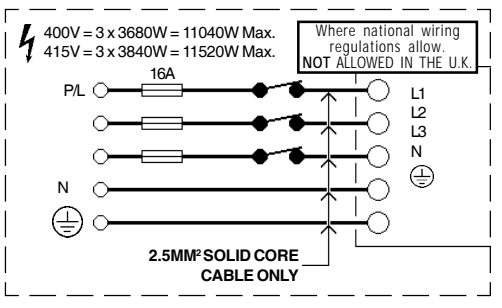 400V = 3 x 3680W = 11040W Max.
415V = 3 x 3840W = 11520W Max.
Where national wiring
regulations allow.
NOT ALLOWED IN THE U.K.
16A
P/L
L1
L2
L3
N
N
2.5MM² SOLID CORE
CABLE ONLY